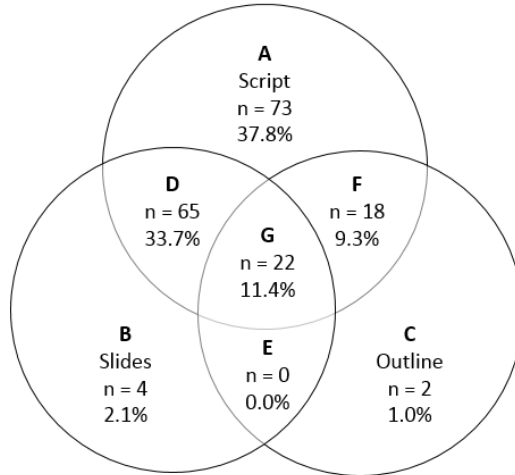 A
Script
n = 73
37.8%
D
n = 65
33.7%
F
n = 18
9.3%
G
n = 22
11.4%
B
Slides
n = 4
2.1%
E
n = 0
0.0%
C
Outline
n = 2
1.0%